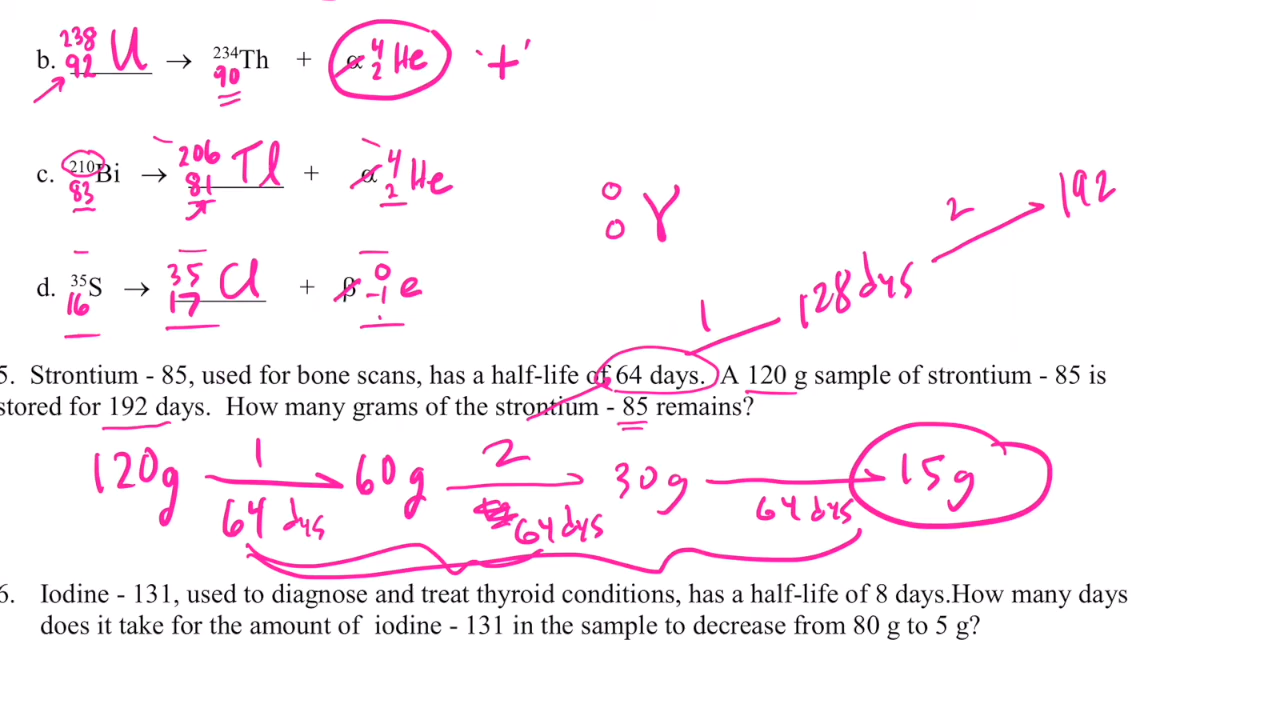 b. 238 92 U → 234 90 Th + α 4 2 He '+'
c. 210 83 Bi → 206 81 Tl + α 4 2 He
0 0 γ
2 192
d. 35 16 S → 35 17 Cl + β 0 -1 e
1 128 dys
5. Strontium - 85, used for bone scans, has a half-life of 64 days. A 120 g sample of strontium - 85 is
stored for 192 days. How many grams of the strontium - 85 remains?
120g 1 64 dys 60g 2 64 dys 30g 64 dys 15g
6. Iodine - 131, used to diagnose and treat thyroid conditions, has a half-life of 8 days.How many days
does it take for the amount of iodine - 131 in the sample to decrease from 80 g to 5 g?